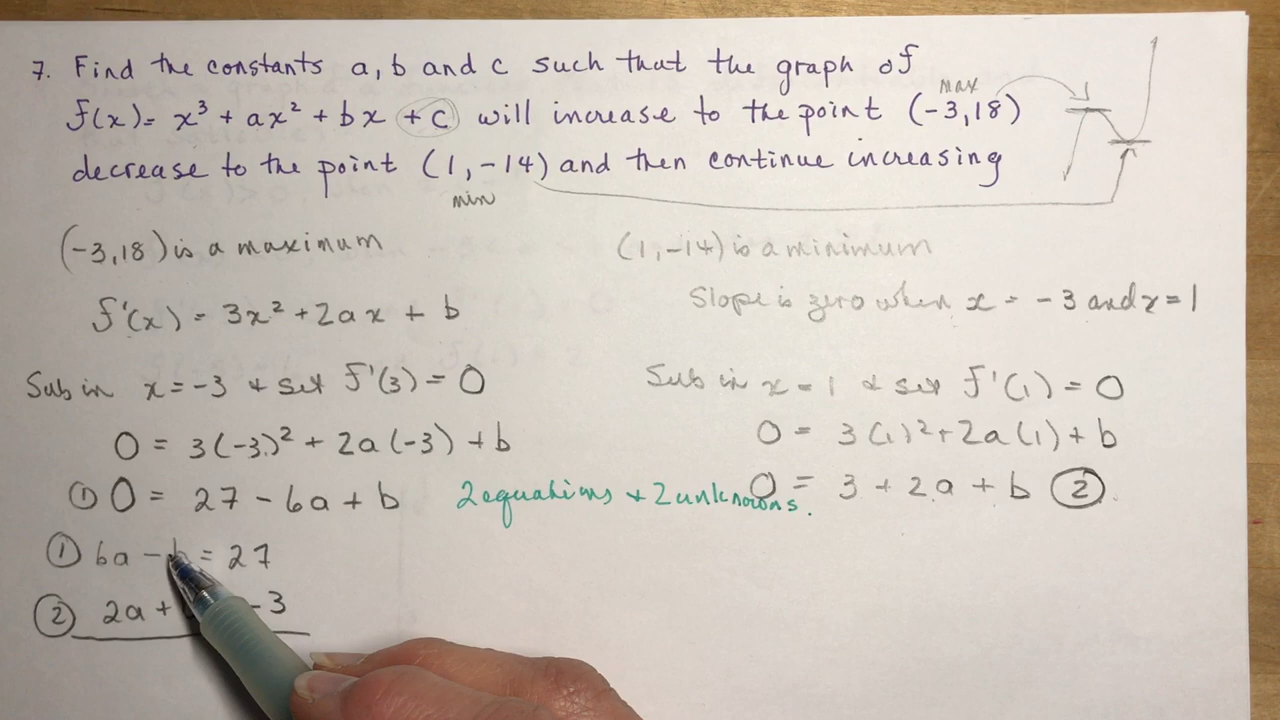 7. Find the constants a, b and c such that the graph of
f(x) = x³ + ax² + bx + c will increase to the point (-3,18)
max
decrease to the point (1,-14) and then continue increasing
min
(-3,18) is a maximum
(1,-14) is a minimum
f'(x) = 3x² + 2ax + b
Slope is zero when x = -3 and x = 1
Sub in x = -3 + set f'(3) = 0
Sub in x = 1 + set f'(1) = 0
0 = 3(-3)² + 2a(-3) + b
0 = 3(1)² + 2a(1) + b
① 0 = 27 - 6a + b
2 equations + 2 unknowns.
0 = 3 + 2a + b ②
① 6a - b = 27
② 2a + -3